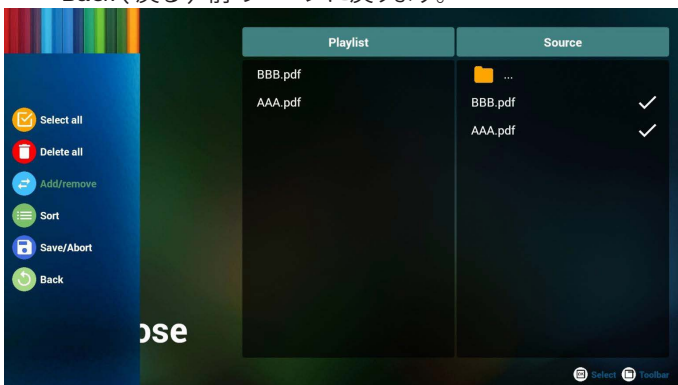 Playlist
Source
BBB.pdf
AAA.pdf
...
BBB.pdf
AAA.pdf
Select all
Delete all
Add/remove
Sort
Save/Abort
Back
ose
OK Select Toolbar